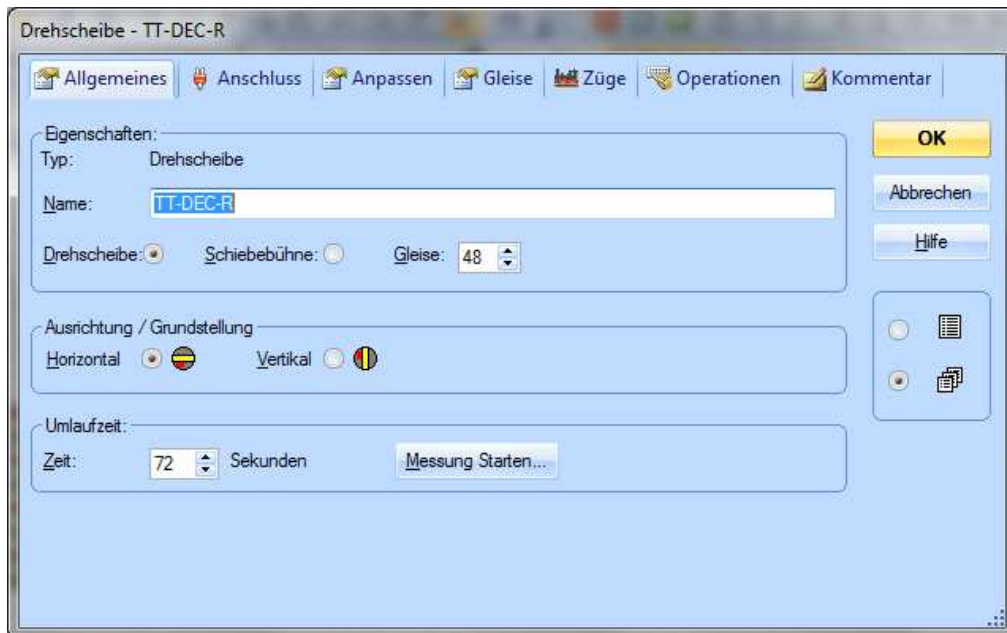 Drehscheibe - TT-DEC-R
Allgemeines Anschluss Anpassen Gleise Züge Operationen Kommentar
Eigenschaften:
Typ: Drehscheibe
Name: TT-DEC-R
Drehscheibe: Schiebebühne: Gleise: 48
Ausrichtung / Grundstellung
Horizontal Vertikal
Umlaufzeit:
Zeit: 72 Sekunden Messung Starten...
OK
Abbrechen
Hilfe